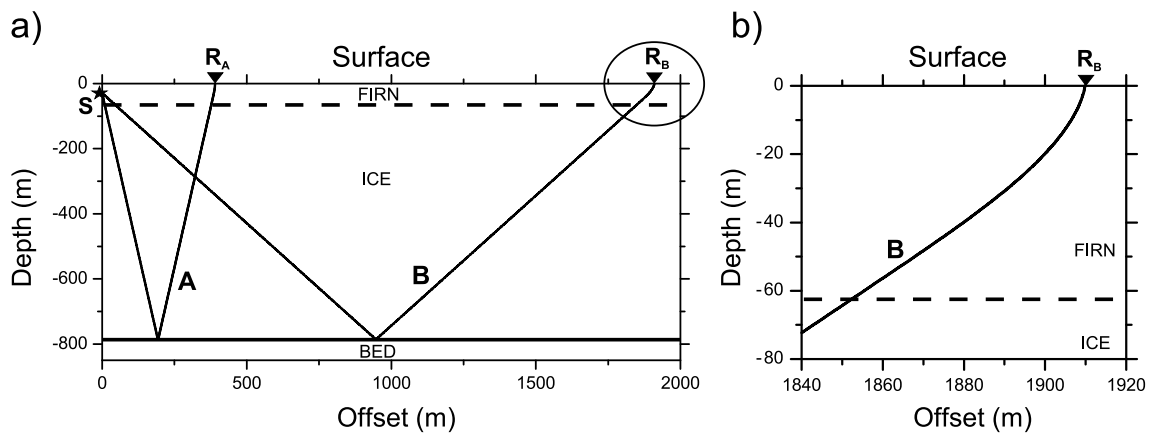 a)
Surface
R_A
R_B
0
-200
-400
-600
-800
Depth (m)
S
FIRN
ICE
A
B
BED
0
500
1000
1500
2000
Offset (m)
b)
Surface
R_B
0
-20
-40
-60
-80
Depth (m)
B
FIRN
ICE
1840
1860
1880
1900
1920
Offset (m)